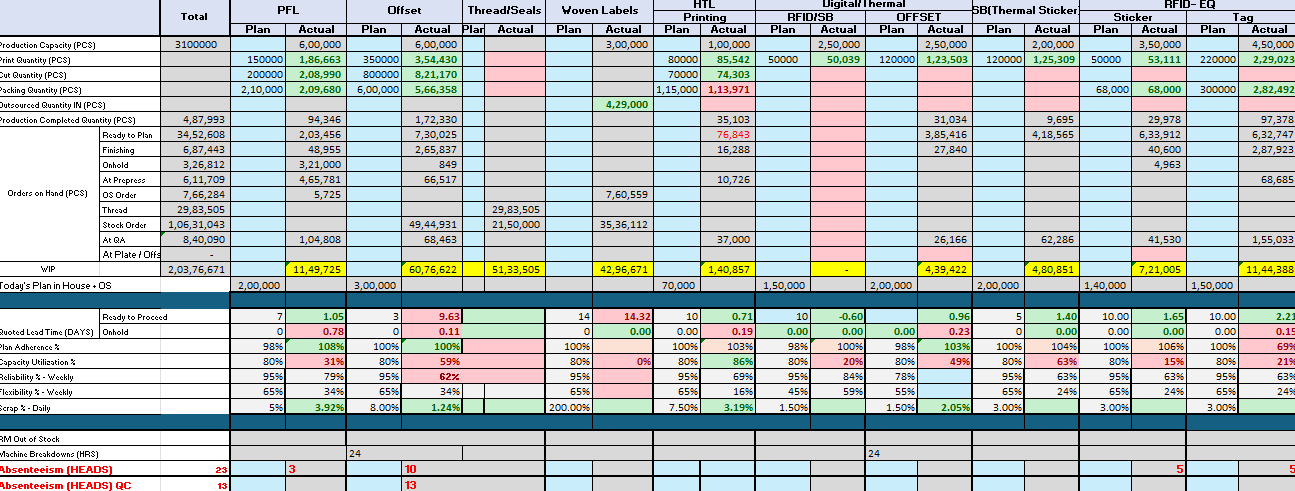 Total PFL Offset Thread/Seals Woven Labels HTL Digital/Thermal SB(Thermal Sticker RFID- EQ
Printing RFID/SB OFFSET Sticker Tag
Plan Actual Plan Actual Plan Actual Plan Actual Plan Actual Plan Actual Plan Actual Plan Actual Plan Actual Plan Actual
Production Capacity (PCS) 3100000 6,00,000 6,00,000 3,00,000 1,00,000 2,50,000 2,50,000 2,00,000 3,50,000 4,50,000
Print Quantity (PCS) 150000 1,86,663 350000 3,54,430 80000 85,542 50000 50,039 120000 1,23,503 120000 1,25,309 50000 53,111 220000 2,29,023
Cut Quantity (PCS) 200000 2,08,990 800000 8,21,170 70000 74,303
Packing Quantity (PCS) 2,10,000 2,09,680 6,00,000 5,66,358 1,15,000 1,13,971 68,000 68,000 300000 2,82,492
Outsourced Quantity IN (PCS) 4,29,000
Production Completed Quantity (PCS) 4,87,993 94,346 1,72,330 35,103 31,034 9,695 29,978 97,378
Ready to Plan 34,52,608 2,03,456 7,30,025 76,843 3,85,416 4,18,565 6,33,912 6,32,747
Finishing 6,87,443 48,955 2,65,837 16,288 27,840 40,600 2,87,923
Onhold 3,26,812 3,21,000 849 4,963
At Prepress 6,11,709 4,65,781 66,517 10,726 68,685
Orders on Hand (PCS) OS Order 7,66,284 5,725 7,60,559
Thread 29,83,505 29,83,505
Stock Order 1,06,31,043 49,44,931 21,50,000 35,36,112
At QA 8,40,090 1,04,808 68,463 37,000 26,166 62,286 41,530 1,55,033
At Plate / Offs -
WIP 2,03,76,671 11,49,725 60,76,622 51,33,505 42,96,671 1,40,857 - 4,39,422 4,80,851 7,21,005 11,44,388
Today's Plan in House + OS 2,00,000 3,00,000 70,000 1,50,000 2,00,000 2,00,000 1,40,000 1,50,000
Ready to Proceed 7 1.05 3 9.63 14 14.32 10 0.71 10 -0.60 0.96 5 1.40 10.00 1.65 10.00 2.21
Quoted Lead Time (DAYS) Onhold 0 0.78 0 0.11 0 0.00 0.00 0.19 0.00 0.00 0.00 0.23 0 0.00 0.00 0.00 0.00 0.15
Plan Adherence % 98% 108% 100% 100% 100% 100% 103% 98% 100% 98% 103% 100% 104% 100% 106% 100% 69%
Capacity Utilization % 80% 31% 80% 59% 80% 0% 80% 86% 80% 20% 80% 49% 80% 63% 80% 15% 80% 21%
Reliability % - Weekly 95% 79% 95% 62% 95% 95% 69% 95% 84% 78% 95% 63% 95% 63% 95% 63%
Flexibility % - Weekly 65% 34% 65% 34% 65% 65% 16% 45% 59% 55% 65% 24% 65% 24% 65% 24%
Scrap % - Daily 5% 3.92% 8.00% 1.24% 200.00% 7.50% 3.19% 1.50% 1.50% 2.05% 3.00% 3.00% 3.00%
RM Out of Stock
Machine Breakdowns (HRS) 24 24
Absenteeism (HEADS) 23 3 10 5 5
Absenteeism (HEADS) QC 13 13